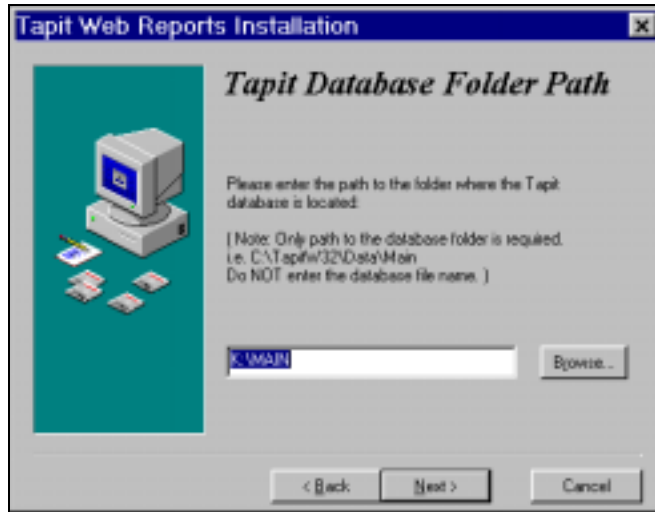 Tapit Web Reports Installation
Tapit Database Folder Path
Please enter the path to the folder where the Tapit
database is located:
( Note: Only path to the database folder is required.
i.e. C:\TapitW32\Data\Main
Do NOT enter the database file name. )
K:\MAIN
Browse...
< Back
Next >
Cancel